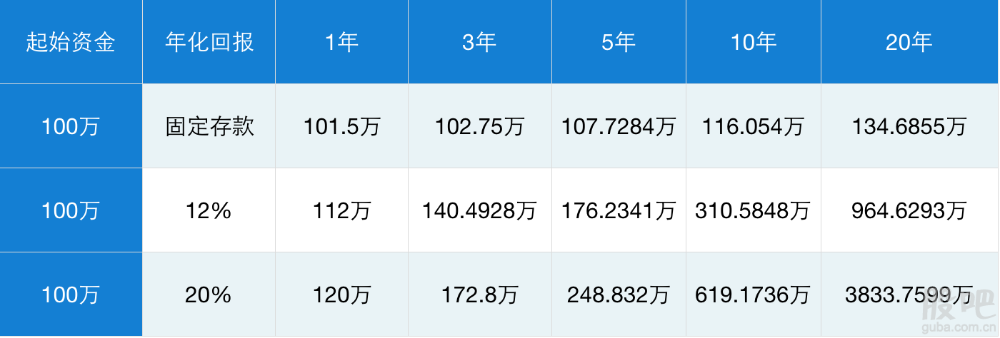 起始资金 年化回报 1年 3年 5年 10年 20年
100万 固定存款 101.5万 102.75万 107.7284万 116.054万 134.6855万
100万 12% 112万 140.4928万 176.2341万 310.5848万 964.6293万
100万 20% 120万 172.8万 248.832万 619.1736万 3833.7599万
股吧
guba.com.cn